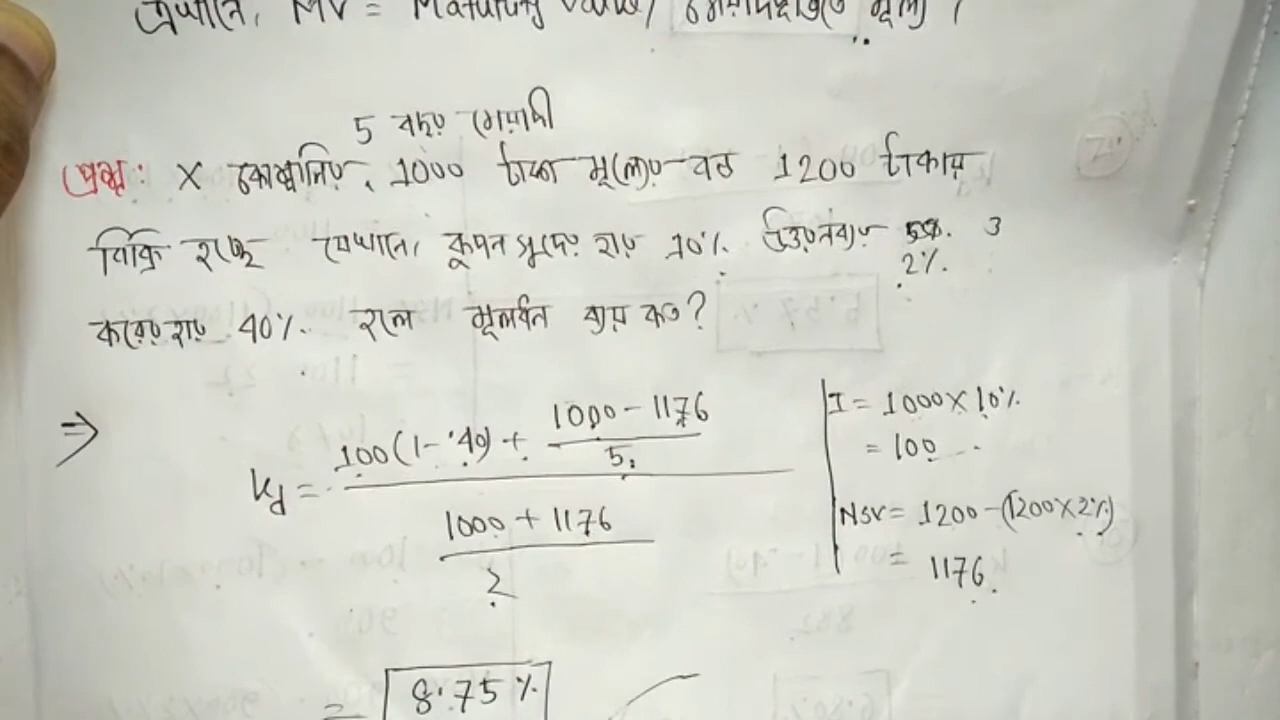 এখানে, MV = Maturity Value / মেয়াদপূর্তিতে মূল্য ।
5 বছর মেয়াদী
প্রশ্ন: X কোম্পানির, 1000 টাকা মূল্যের বন্ড 1200 টাকায়
বিক্রি হচ্ছে যেখানে, কুপন সুদের হার 10% উত্তরনব্যয় 3
2%.
করের হার 40%. হলে মূলধন ব্যয় কত?
⇒ Kd = (100(1-.40) + (1000 - 1176)/5) / ((1000 + 1176)/2)
I = 1000 X 10%
= 100
NSV = 1200 - (1200 X 2%)
= 1176.
= 8.75%